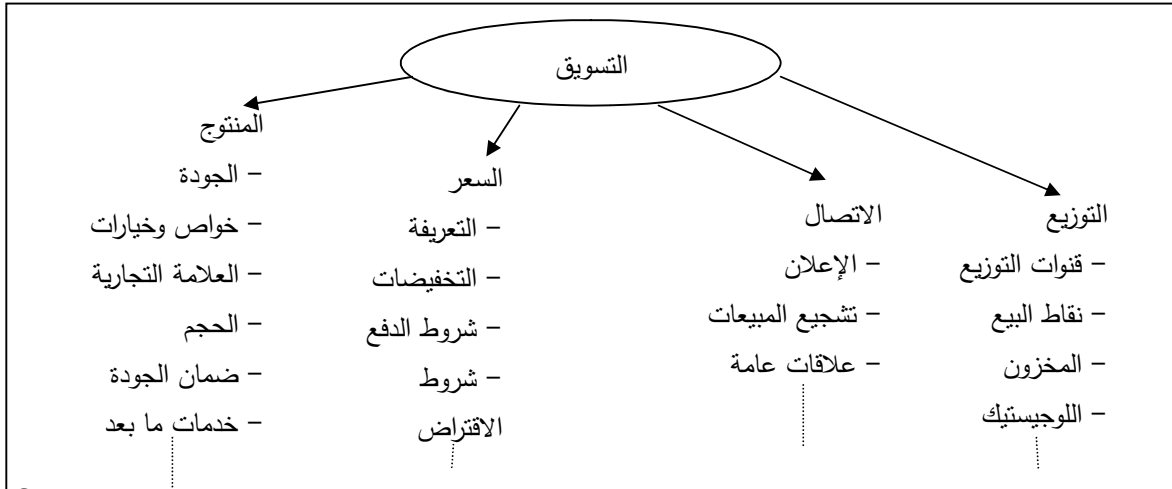 التسويق
المنتوج
– الجودة
– خواص وخيارات
– العلامة التجارية
– الحجم
– ضمان الجودة
– خدمات ما بعد
السعر
– التعريفة
– التخفيضات
– شروط الدفع
– شروط
الاقتراض
الاتصال
– الإعلان
– تشجيع المبيعات
– علاقات عامة
التوزيع
– قنوات التوزيع
– نقاط البيع
– المخزون
– اللوجيستيك